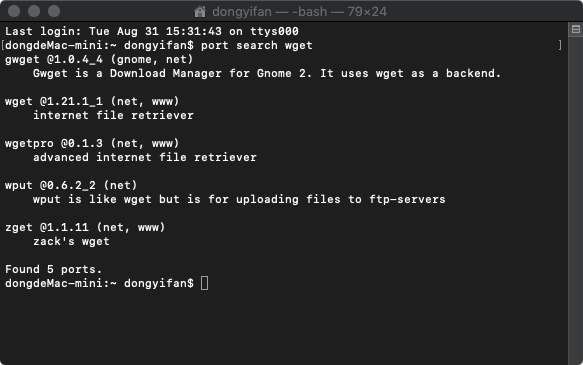 dongyifan — -bash — 79×24
Last login: Tue Aug 31 15:31:43 on ttys000
[dongdeMac-mini:~ dongyifan$ port search wget ]
gwget @1.0.4_4 (gnome, net)
    Gwget is a Download Manager for Gnome 2. It uses wget as a backend.

wget @1.21.1_1 (net, www)
    internet file retriever

wgetpro @0.1.3 (net, www)
    advanced internet file retriever

wput @0.6.2_2 (net)
    wput is like wget but is for uploading files to ftp-servers

zget @1.1.11 (net, www)
    zack's wget

Found 5 ports.
dongdeMac-mini:~ dongyifan$